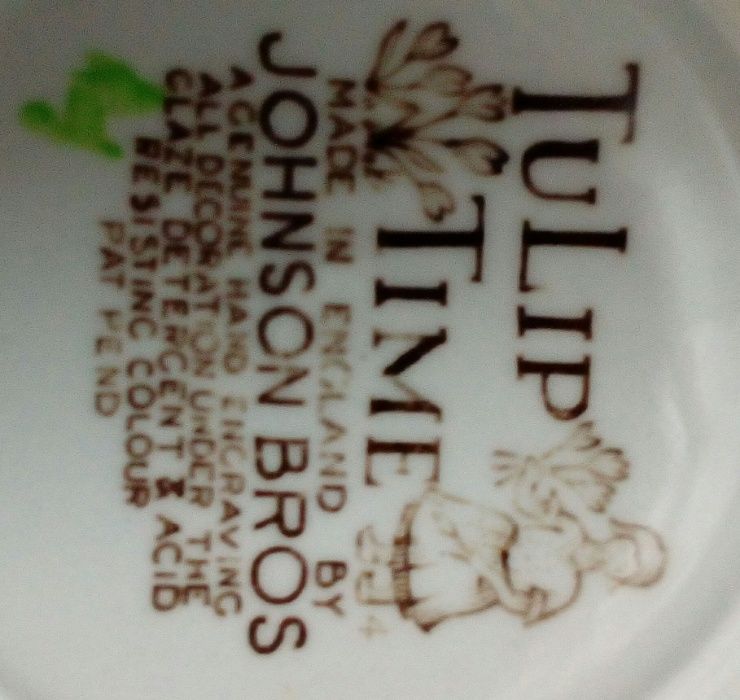 TULIP
TIME
MADE IN ENGLAND BY
JOHNSON BROS
A GENUINE HAND ENGRAVING
ALL DECORATION UNDER THE
GLAZE DETERGENT & ACID
RESISTING COLOUR
PAT PEND